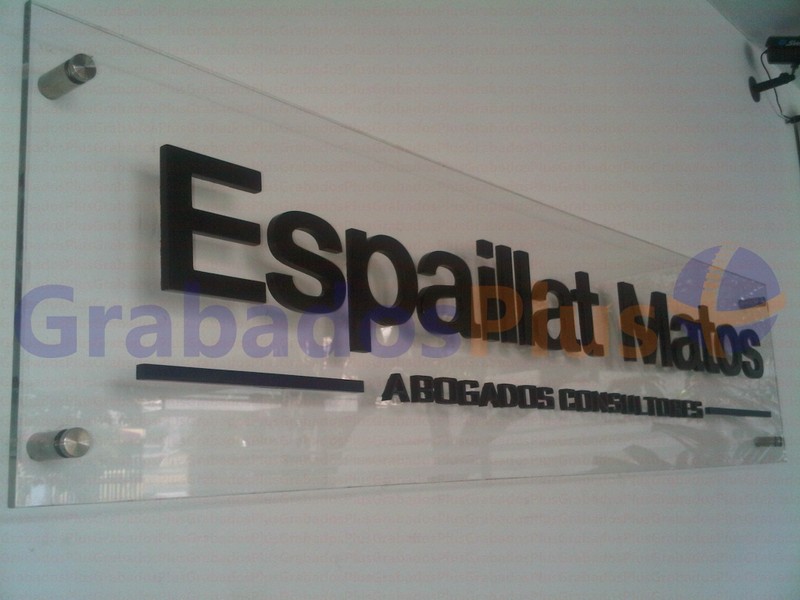 Espaillat Matos
GrabadosPlus
ABOGADOS CONSULTORES